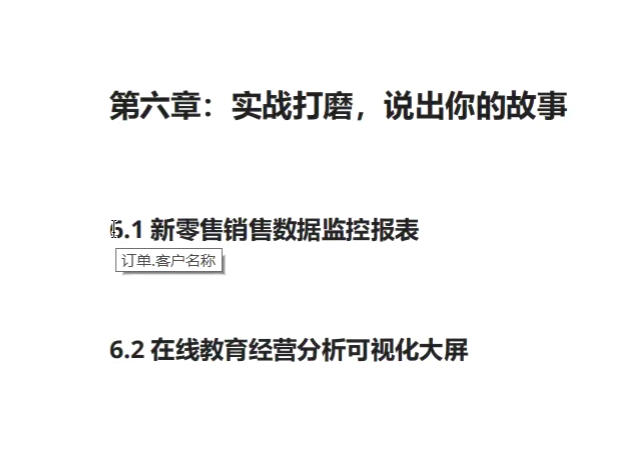 第六章：实战打磨，说出你的故事
6.1 新零售销售数据监控报表
订单.客户名称
6.2 在线教育经营分析可视化大屏